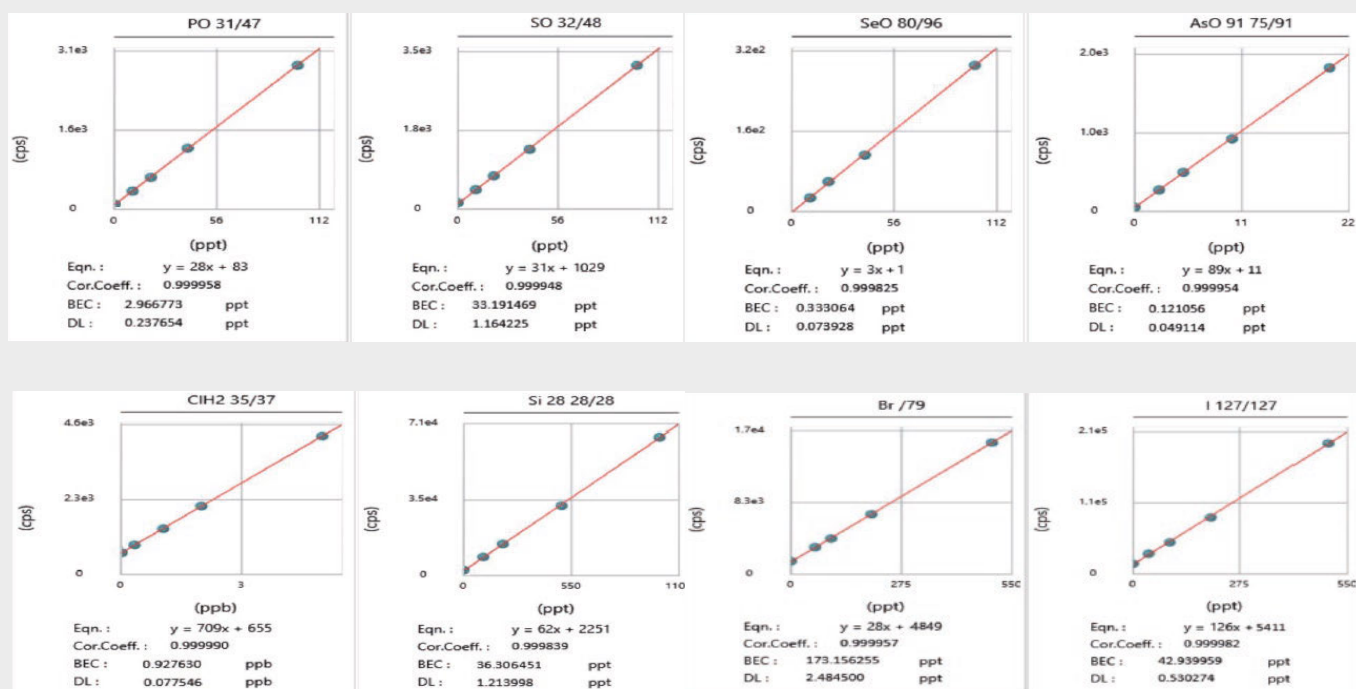 PO 31/47
3.1e3
1.6e3
0
(cps)
0 56 112
(ppt)
Eqn. : y = 28x + 83
Cor.Coeff. : 0.999958
BEC : 2.966773 ppt
DL : 0.237654 ppt
SO 32/48
3.5e3
1.8e3
0
(cps)
0 56 112
(ppt)
Eqn. : y = 31x + 1029
Cor.Coeff. : 0.999948
BEC : 33.191469 ppt
DL : 1.164225 ppt
SeO 80/96
3.2e2
1.6e2
0
(cps)
0 56 112
(ppt)
Eqn. : y = 3x + 1
Cor.Coeff. : 0.999825
BEC : 0.333064 ppt
DL : 0.073928 ppt
AsO 91 75/91
2.0e3
1.0e3
0
(cps)
0 11 22
(ppt)
Eqn. : y = 89x + 11
Cor.Coeff. : 0.999954
BEC : 0.121056 ppt
DL : 0.049114 ppt
ClH2 35/37
4.6e3
2.3e3
0
(cps)
0 3
(ppb)
Eqn. : y = 709x + 655
Cor.Coeff. : 0.999990
BEC : 0.927630 ppb
DL : 0.077546 ppb
Si 28 28/28
7.1e4
3.5e4
0
(cps)
0 550 110
(ppt)
Eqn. : y = 62x + 2251
Cor.Coeff. : 0.999839
BEC : 36.306451 ppt
DL : 1.213998 ppt
Br /79
1.7e4
8.3e3
0
(cps)
0 275 550
(ppt)
Eqn. : y = 28x + 4849
Cor.Coeff. : 0.999957
BEC : 173.156255 ppt
DL : 2.484500 ppt
I 127/127
2.1e5
1.1e5
0
(cps)
0 275 550
(ppt)
Eqn. : y = 126x + 5411
Cor.Coeff. : 0.999982
BEC : 42.939959 ppt
DL : 0.530274 ppt